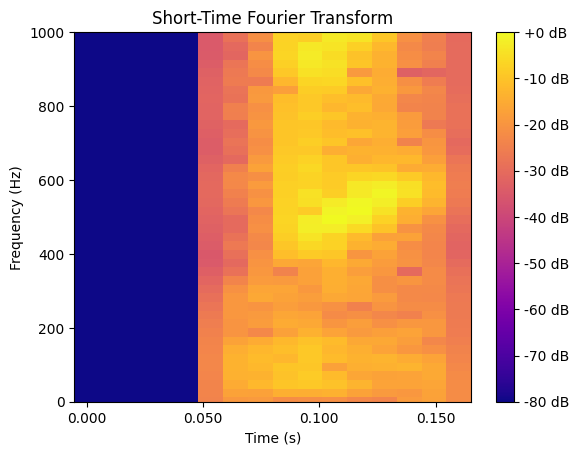 Short-Time Fourier Transform
1000
800
600
400
200
0
Frequency (Hz)
0.000
0.050
0.100
0.150
Time (s)
+0 dB
-10 dB
-20 dB
-30 dB
-40 dB
-50 dB
-60 dB
-70 dB
-80 dB